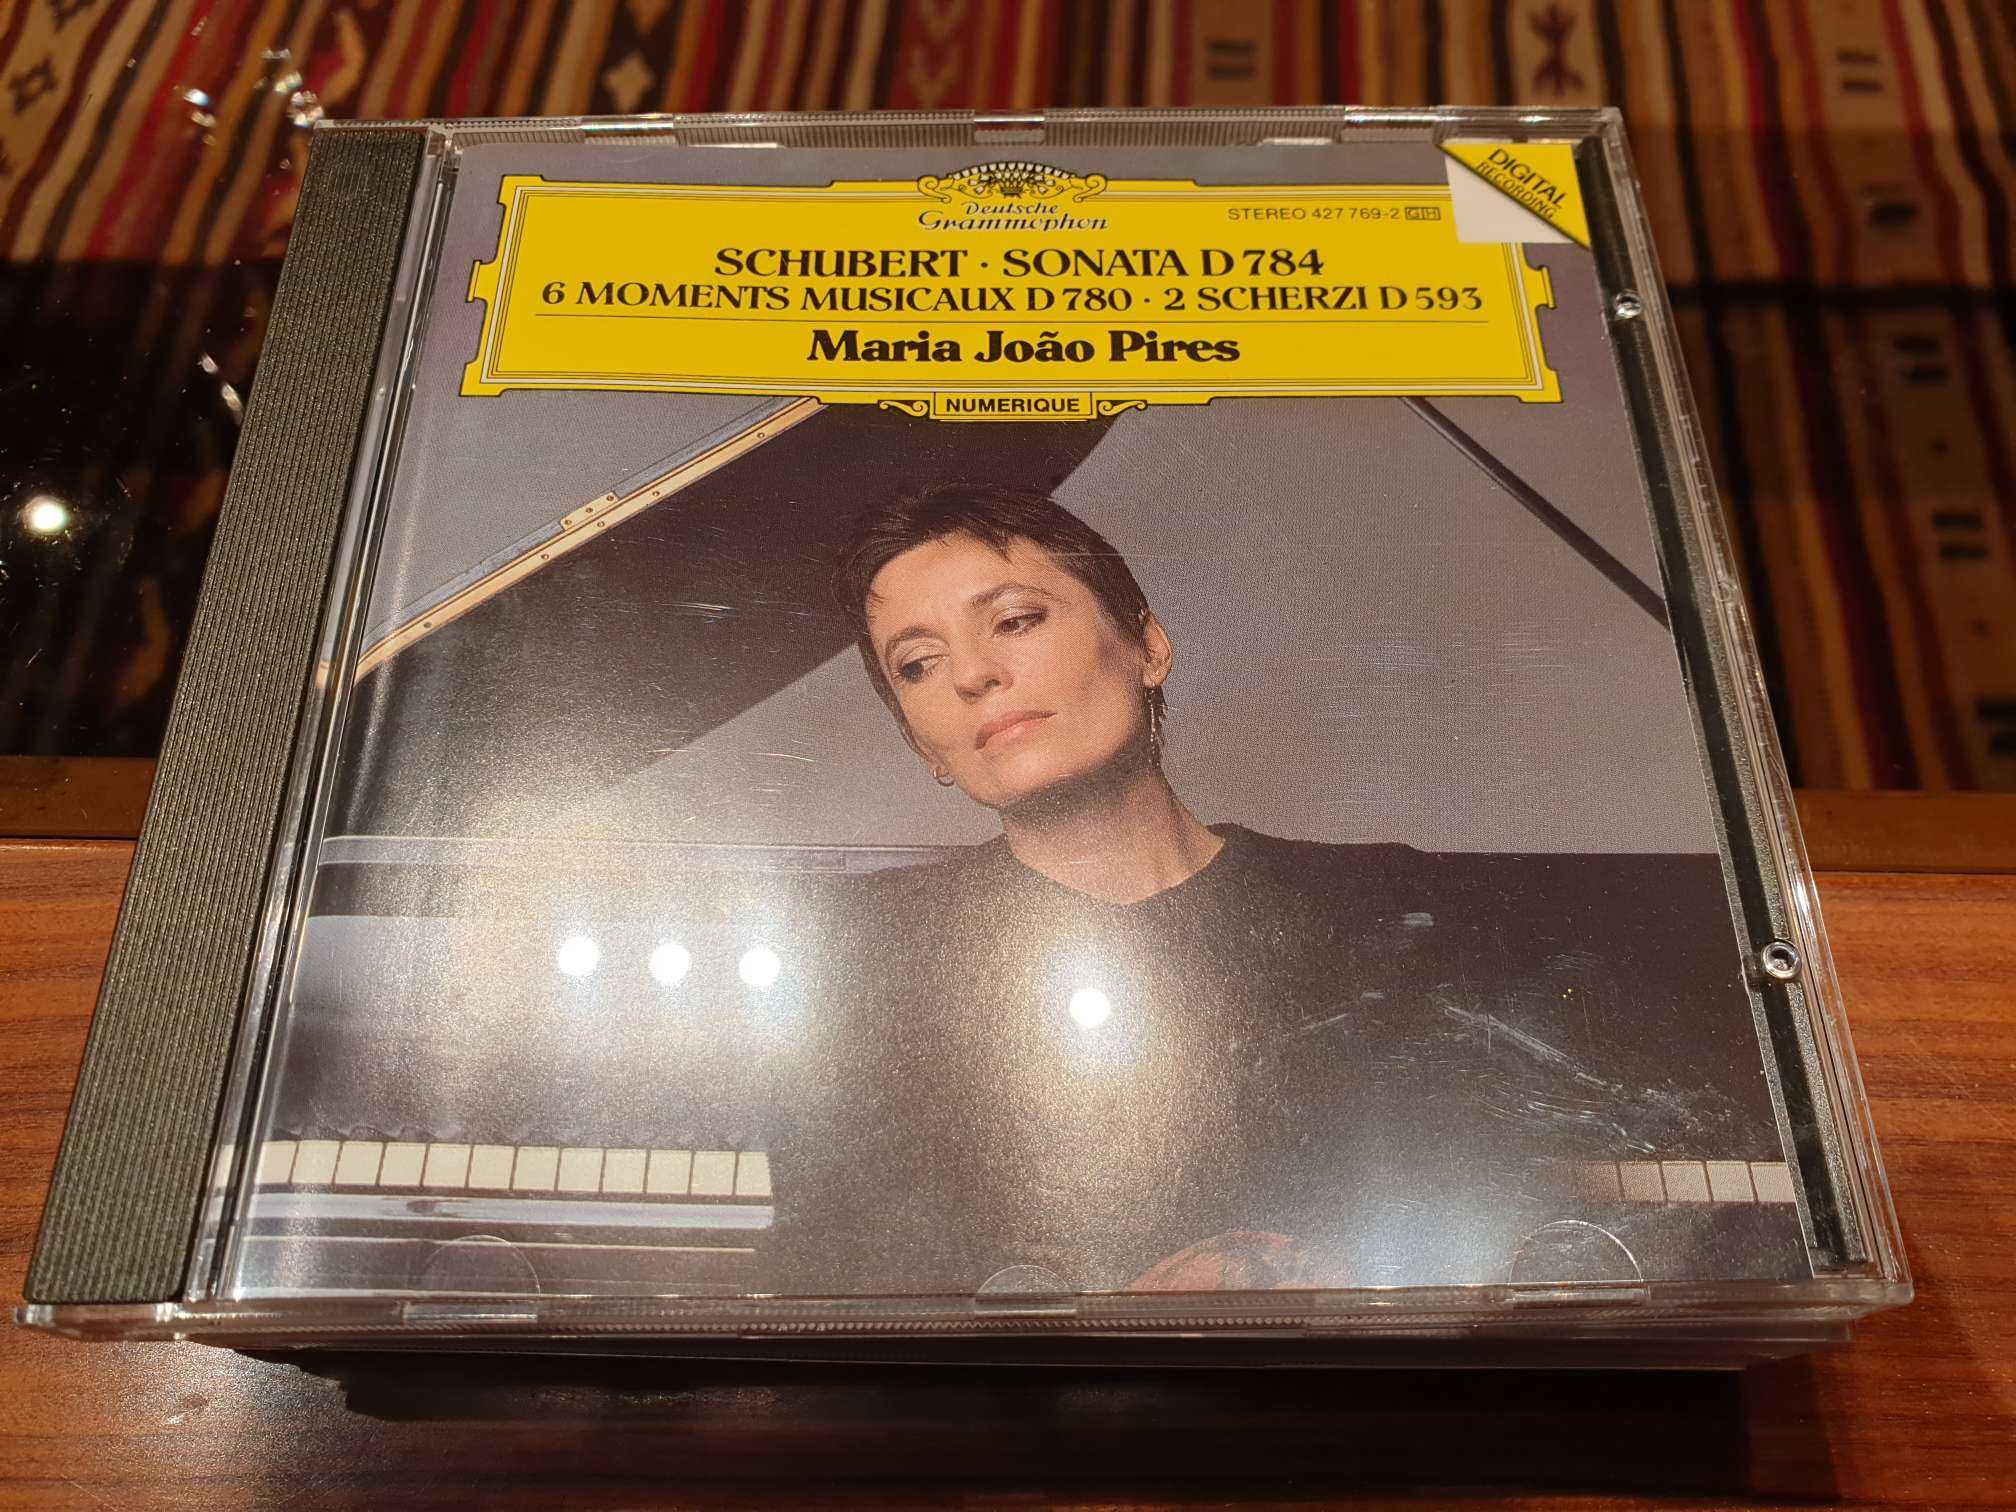 Deutsche
Grammophon
STEREO 427 769-2 GH
DIGITAL
RECORDING
SCHUBERT · SONATA D 784
6 MOMENTS MUSICAUX D 780 · 2 SCHERZI D 593
Maria João Pires
NUMERIQUE